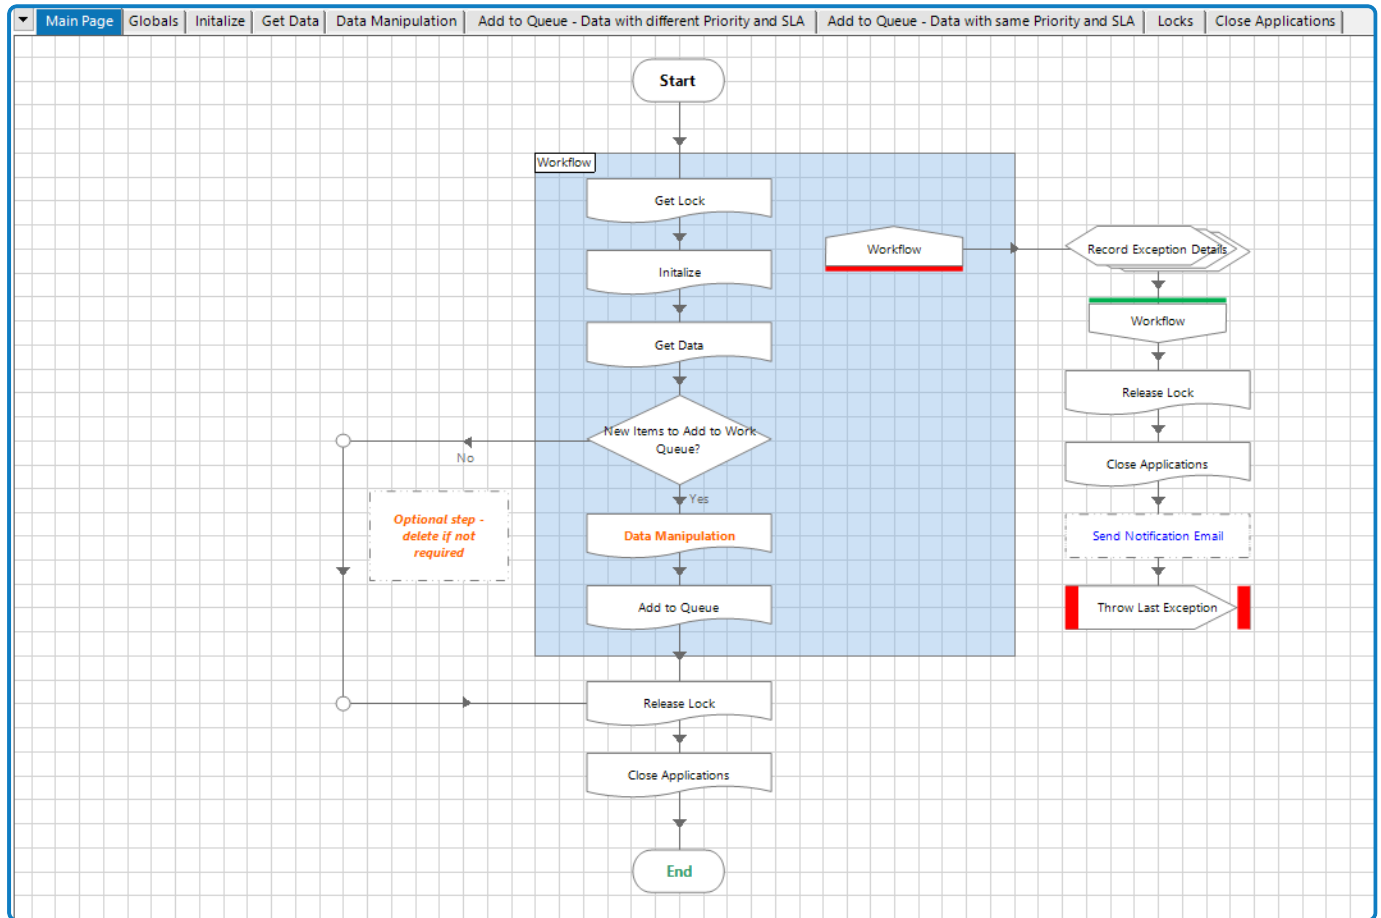 Main Page
Globals
Initalize
Get Data
Data Manipulation
Add to Queue - Data with different Priority and SLA
Add to Queue - Data with same Priority and SLA
Locks
Close Applications
Start
Workflow
Get Lock
Initalize
Get Data
New Items to Add to Work
Queue?
No
Yes
Optional step -
delete if not
required
Data Manipulation
Add to Queue
Release Lock
Close Applications
End
Workflow
Record Exception Details
Workflow
Release Lock
Close Applications
Send Notification Email
Throw Last Exception